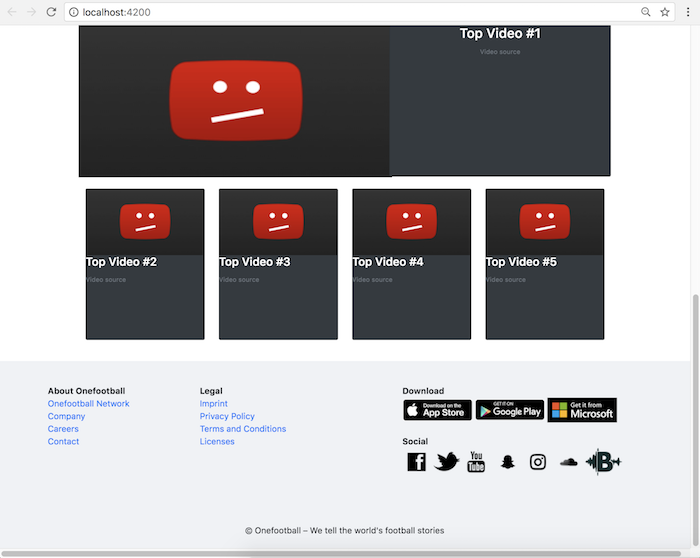 localhost:4200
Top Video #1
Video source
Top Video #2
Video source
Top Video #3
Video source
Top Video #4
Video source
Top Video #5
Video source
About Onefootball
Onefootball Network
Company
Careers
Contact
Legal
Imprint
Privacy Policy
Terms and Conditions
Licenses
Download
Download on the
App Store
GET IT ON
Google Play
Get it from
Microsoft
Social
You
Tube
B
© Onefootball – We tell the world's football stories